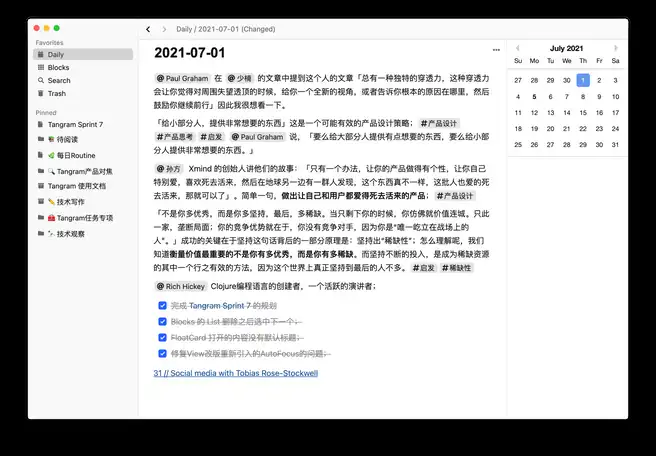 Daily / 2021-07-01 (Changed)
Favorites
Daily
Blocks
Search
Trash
Pinned
Tangram Sprint 7
待阅读
每日Routine
Tangram产品对焦
Tangram 使用文档
技术写作
Tangram任务专项
技术观察
2021-07-01
@ Paul Graham 在 @ 少楠 的文章中提到这个人的文章「总有一种独特的穿透力，这种穿透力
会让你觉得对周围失望透顶的时候，给你一个全新的视角，或者告诉你根本的原因在哪里，然后
鼓励你继续前行」因此我很想看一下。
「给小部分人，提供非常想要的东西」这是一个可能有效的产品设计策略； #产品设计
#产品思考 #启发 @ Paul Graham 说，「要么给大部分人提供有点想要的东西，要么给小部
分人提供非常想要的东西。」
@ 孙方 Xmind 的创始人讲他们的故事：「只有一个办法，让你的产品做得有个性，让你自己
特别爱，喜欢死去活来，然后在地球另一边有一群人发现，这个东西真不一样，这批人也爱的死
去活来，那就可以了」。简单一句，做出让自己和用户都爱得死去活来的产品； #产品设计
「不是你多优秀，而是你多坚持，最后，多稀缺。当只剩下你的时候，你仿佛就价值连城。只此
一家，垄断局面；你的竞争优势就在于，你没有竞争对手，因为你是“唯一屹立在战场上的
人”。」成功的关键在于坚持这句话背后的一部分原理是：坚持出“稀缺性”；怎么理解呢，我们
知道衡量价值最重要的不是你有多优秀，而是你有多稀缺。而坚持不断的投入，是成为稀缺资源
的其中一个行之有效的方法，因为这个世界上真正坚持到最后的人不多。 #启发 #稀缺性
@ Rich Hickey Clojure编程语言的创建者，一个活跃的演讲者；
完成 Tangram Sprint 7 的规划
Blocks 的 List 删除之后选中下一个；
FloatCard 打开的内容没有默认标题；
修复View改版重新引入的AutoFocus的问题；
31 // Social media with Tobias Rose-Stockwell
July 2021
Su Mo Tu We Th Fr Sa
27 28 29 30 1 2 3
4 5 6 7 8 9 10
11 12 13 14 15 16 17
18 19 20 21 22 23 24
25 26 27 28 29 30 31